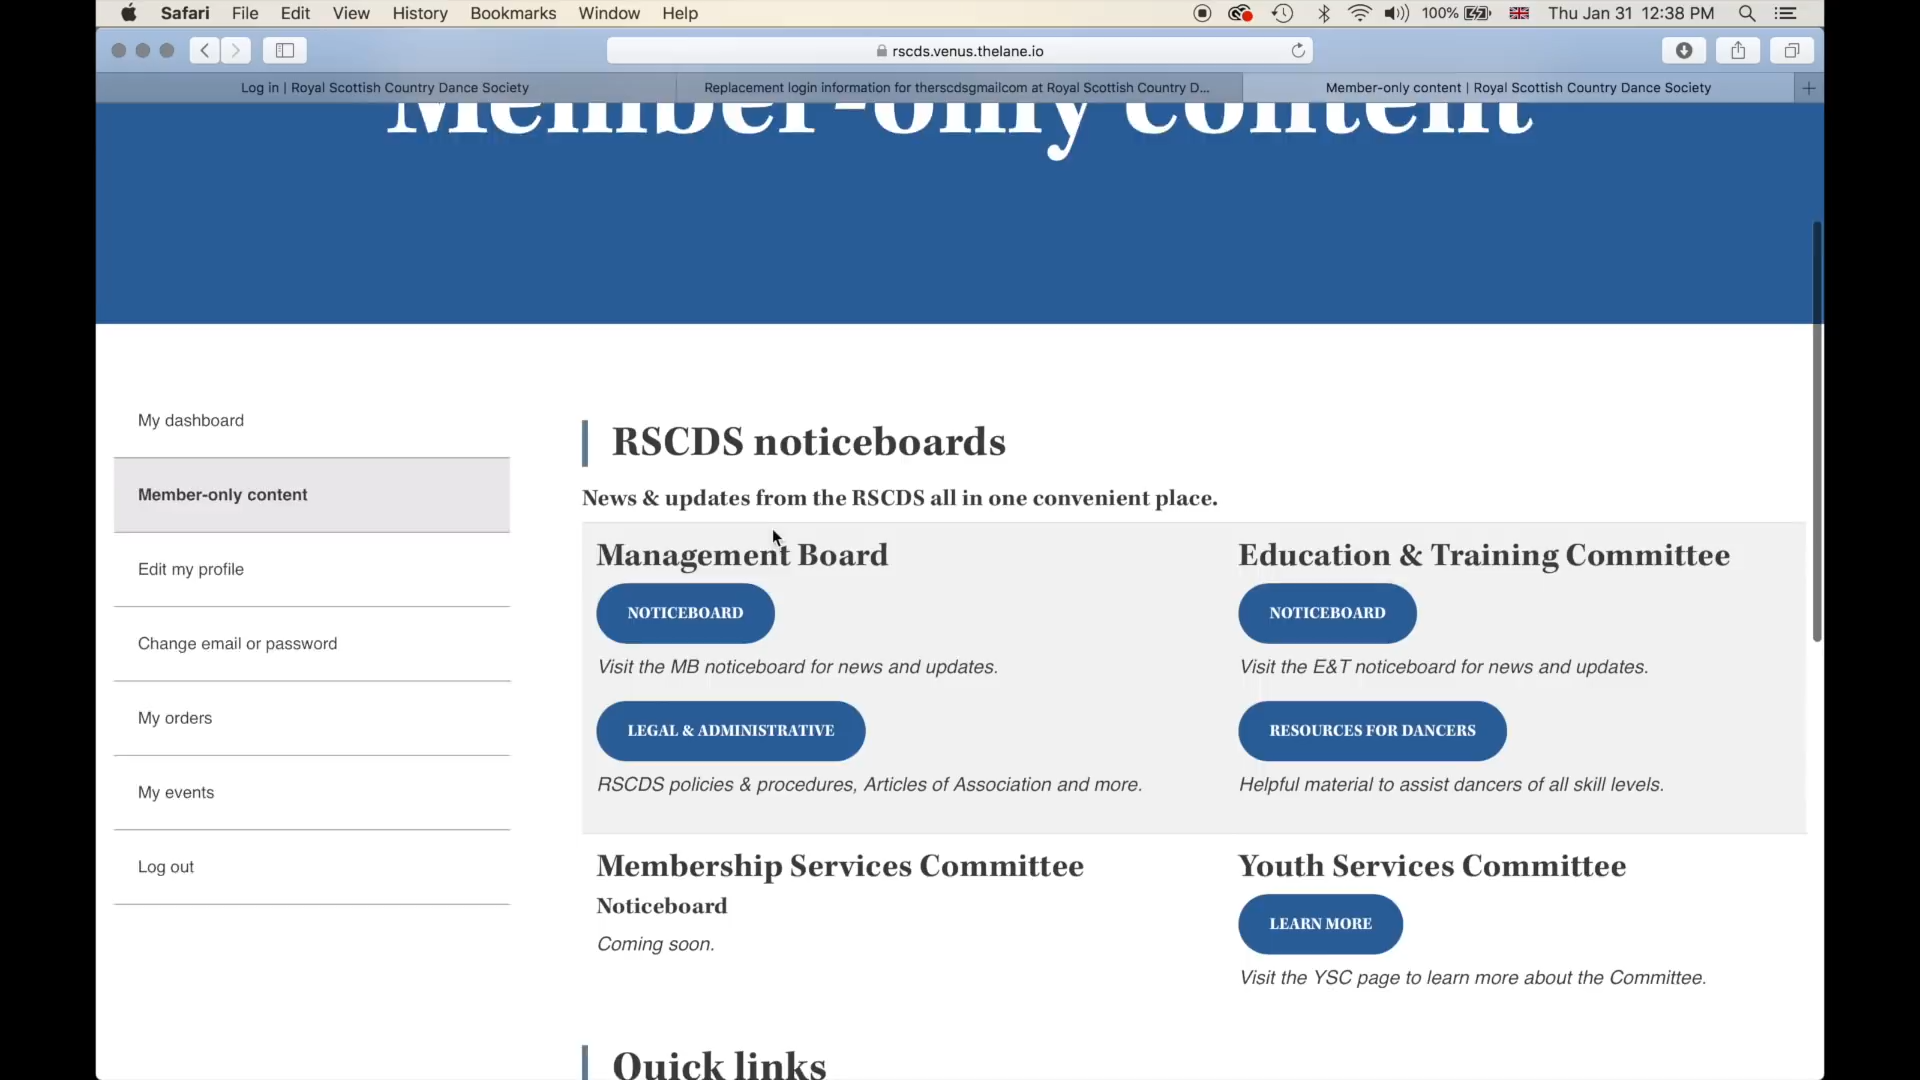 Safari File Edit View History Bookmarks Window Help 100% Thu Jan 31 12:38 PM
rscds.venus.thelane.io
Log in | Royal Scottish Country Dance Society
Replacement login information for therscdsgmailcom at Royal Scottish Country D...
Member-only content | Royal Scottish Country Dance Society
Member-only content
My dashboard
Member-only content
Edit my profile
Change email or password
My orders
My events
Log out
RSCDS noticeboards
News & updates from the RSCDS all in one convenient place.
Management Board
NOTICEBOARD
Visit the MB noticeboard for news and updates.
LEGAL & ADMINISTRATIVE
RSCDS policies & procedures, Articles of Association and more.
Education & Training Committee
NOTICEBOARD
Visit the E&T noticeboard for news and updates.
RESOURCES FOR DANCERS
Helpful material to assist dancers of all skill levels.
Membership Services Committee
Noticeboard
Coming soon.
Youth Services Committee
LEARN MORE
Visit the YSC page to learn more about the Committee.
Quick links